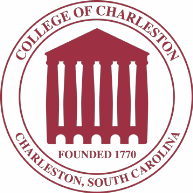 COLLEGE OF CHARLESTON
FOUNDED 1770
CHARLESTON, SOUTH CAROLINA